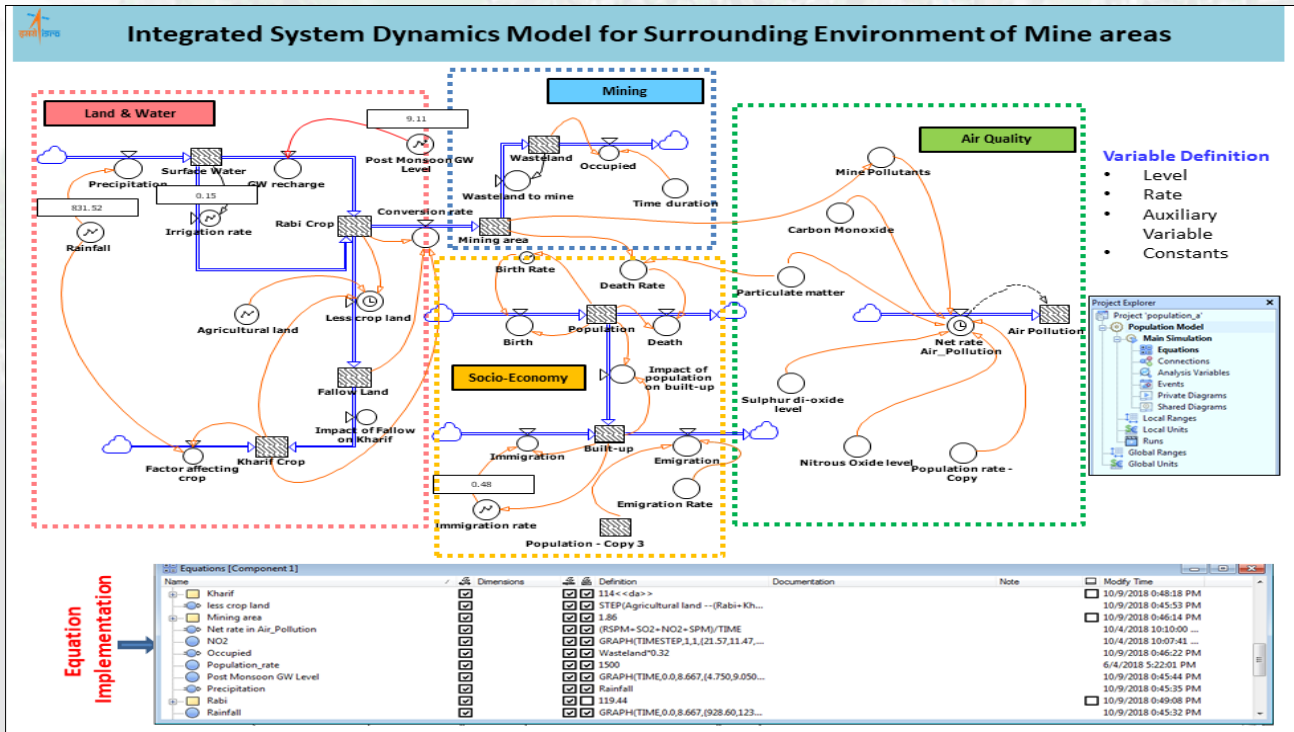 इसरो isro
Integrated System Dynamics Model for Surrounding Environment of Mine areas
Land & Water
Mining
Air Quality
Socio-Economy
9.11
Post Monsoon GW
Level
Precipitation
Surface Water
GW recharge
831.52
Rainfall
0.15
Irrigation rate
Rabi Crop
Conversion rate
Agricultural land
Less crop land
Fallow Land
Impact of Fallow
on Kharif
Factor affecting
crop
Kharif Crop
Wasteland
Occupied
Wasteland to mine
Time duration
Mining area
Birth Rate
Death Rate
Birth
Population
Death
Impact of
population
on built-up
Immigration
Built-up
Emigration
0.48
Immigration rate
Emigration Rate
Population - Copy 3
Mine Pollutants
Carbon Monoxide
Particulate matter
Net rate
Air_Pollution
Air Pollution
Sulphur di-oxide
level
Nitrous Oxide level
Population rate -
Copy
Variable Definition
• Level
• Rate
• Auxiliary
Variable
• Constants
Project Explorer
Project 'population_a'
Population Model
Main Simulation
Equations
Connections
Analysis Variables
Events
Private Diagrams
Shared Diagrams
Local Ranges
Local Units
Runs
Global Ranges
Global Units
Equation
Implementation
Equations [Component 1]
Name Dimensions Definition Documentation Note Modify Time
Kharif 114<<da>> 10/9/2018 0:48:18 PM
less crop land STEP(Agricultural land --(Rabi+Kh... 10/9/2018 0:45:53 PM
Mining area 1.86 10/9/2018 0:46:14 PM
Net rate in Air_Pollution (RSPM+SO2+NO2+SPM)/TIME 10/4/2018 10:10:00 ...
NO2 GRAPH(TIMESTEP,1,1,{21.57,11.47,... 10/4/2018 10:07:41 ...
Occupied Wasteland*0.32 10/9/2018 0:46:22 PM
Population_rate 1500 6/4/2018 5:22:01 PM
Post Monsoon GW Level GRAPH(TIME,0.0,8.667,{4.750,9.050... 10/9/2018 0:45:44 PM
Precipitation Rainfall 10/9/2018 0:45:35 PM
Rabi 119.44 10/9/2018 0:49:08 PM
Rainfall GRAPH(TIME,0.0,8.667,{928.60,123... 10/9/2018 0:45:32 PM